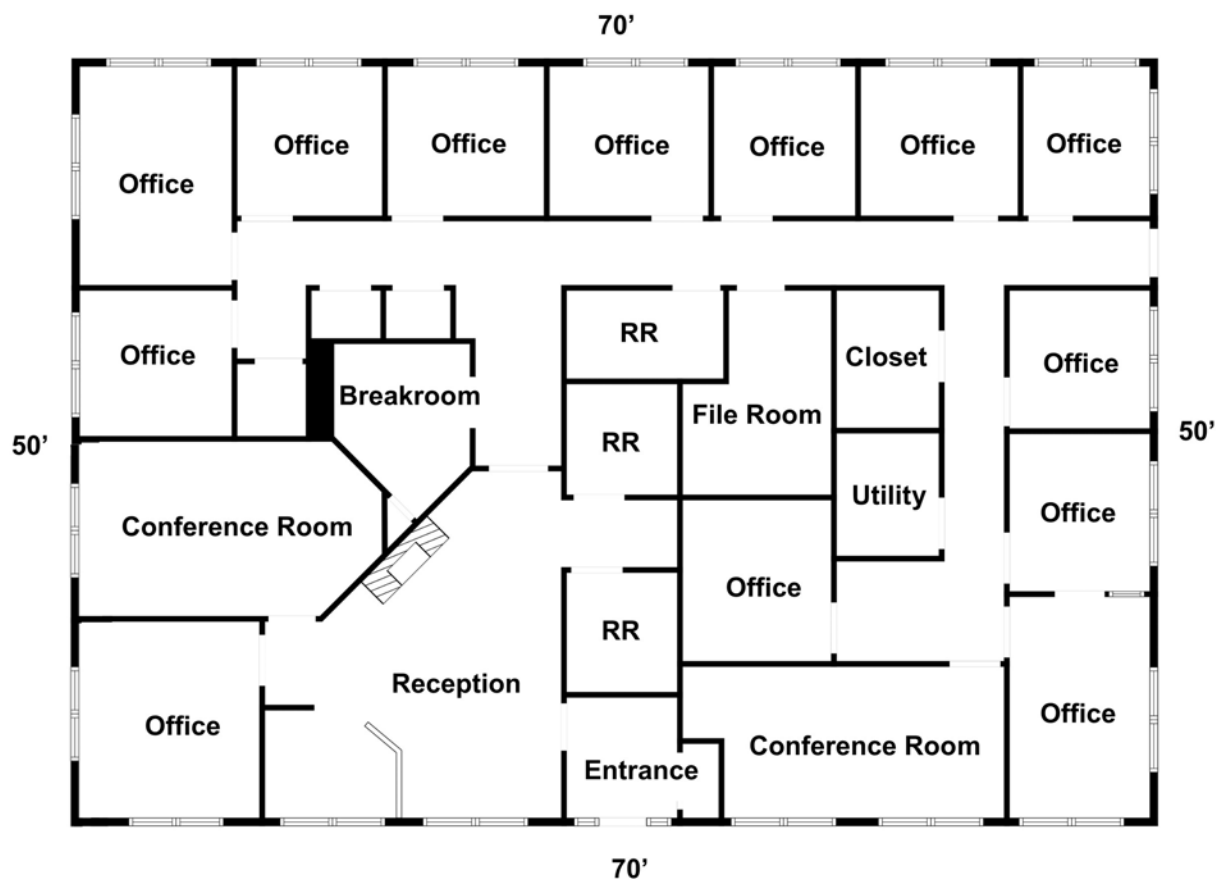 70’
Office
Office
Office
Office
Office
Office
Office
RR
Closet
Office
Office
Breakroom
File Room
50’
50’
RR
Utility
Office
Conference Room
Office
RR
Reception
Office
Office
Conference Room
Entrance
70’